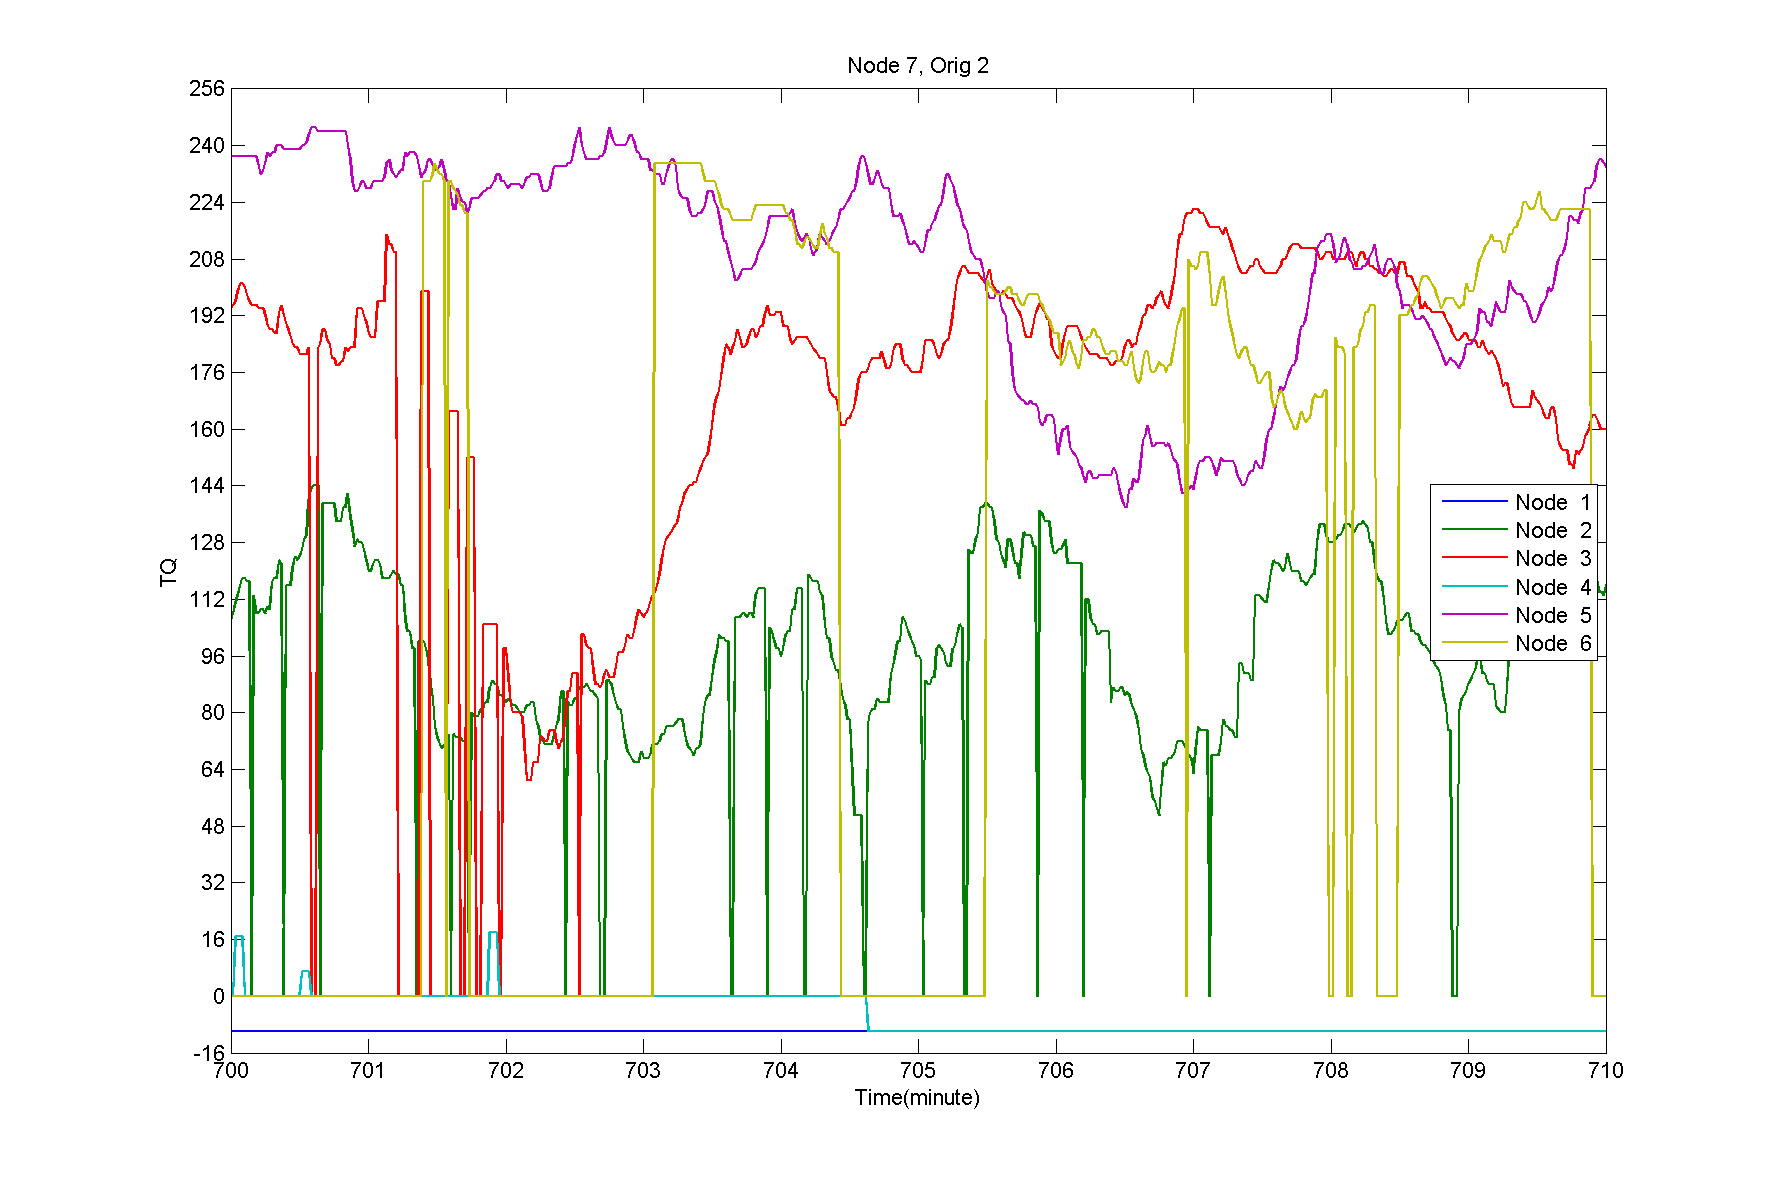 Node 7, Orig 2
256
240
224
208
192
176
160
144
128
112
96
80
64
48
32
16
0
-16
TQ
700 701 702 703 704 705 706 707 708 709 710
Time(minute)
Node 1
Node 2
Node 3
Node 4
Node 5
Node 6